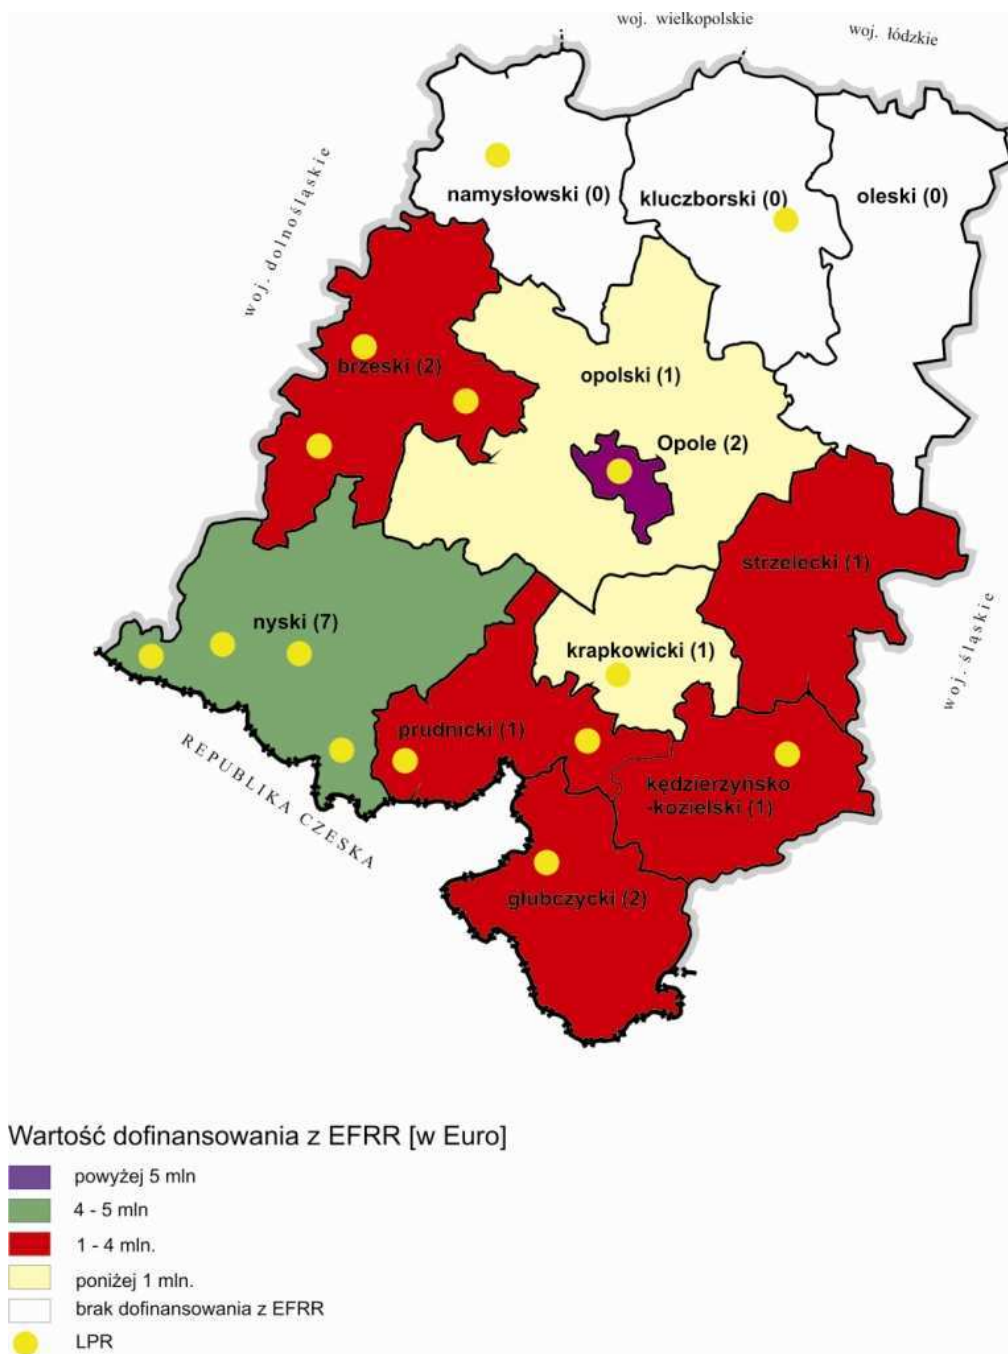 woj. wielkopolskie
woj. łódzkie
woj. dolnośląskie
namysłowski (0)
kluczborski (0)
oleski (0)
brzeski (2)
opolski (1)
Opole (2)
strzelecki (1)
nyski (7)
krapkowicki (1)
woj. śląskie
prudnicki (1)
REPUBLIKA CZESKA
kędzierzyńsko
-kozielski (1)
głubczycki (2)
Wartość dofinansowania z EFRR [w Euro]
powyżej 5 mln
4 - 5 mln
1 - 4 mln.
poniżej 1 mln.
brak dofinansowania z EFRR
LPR